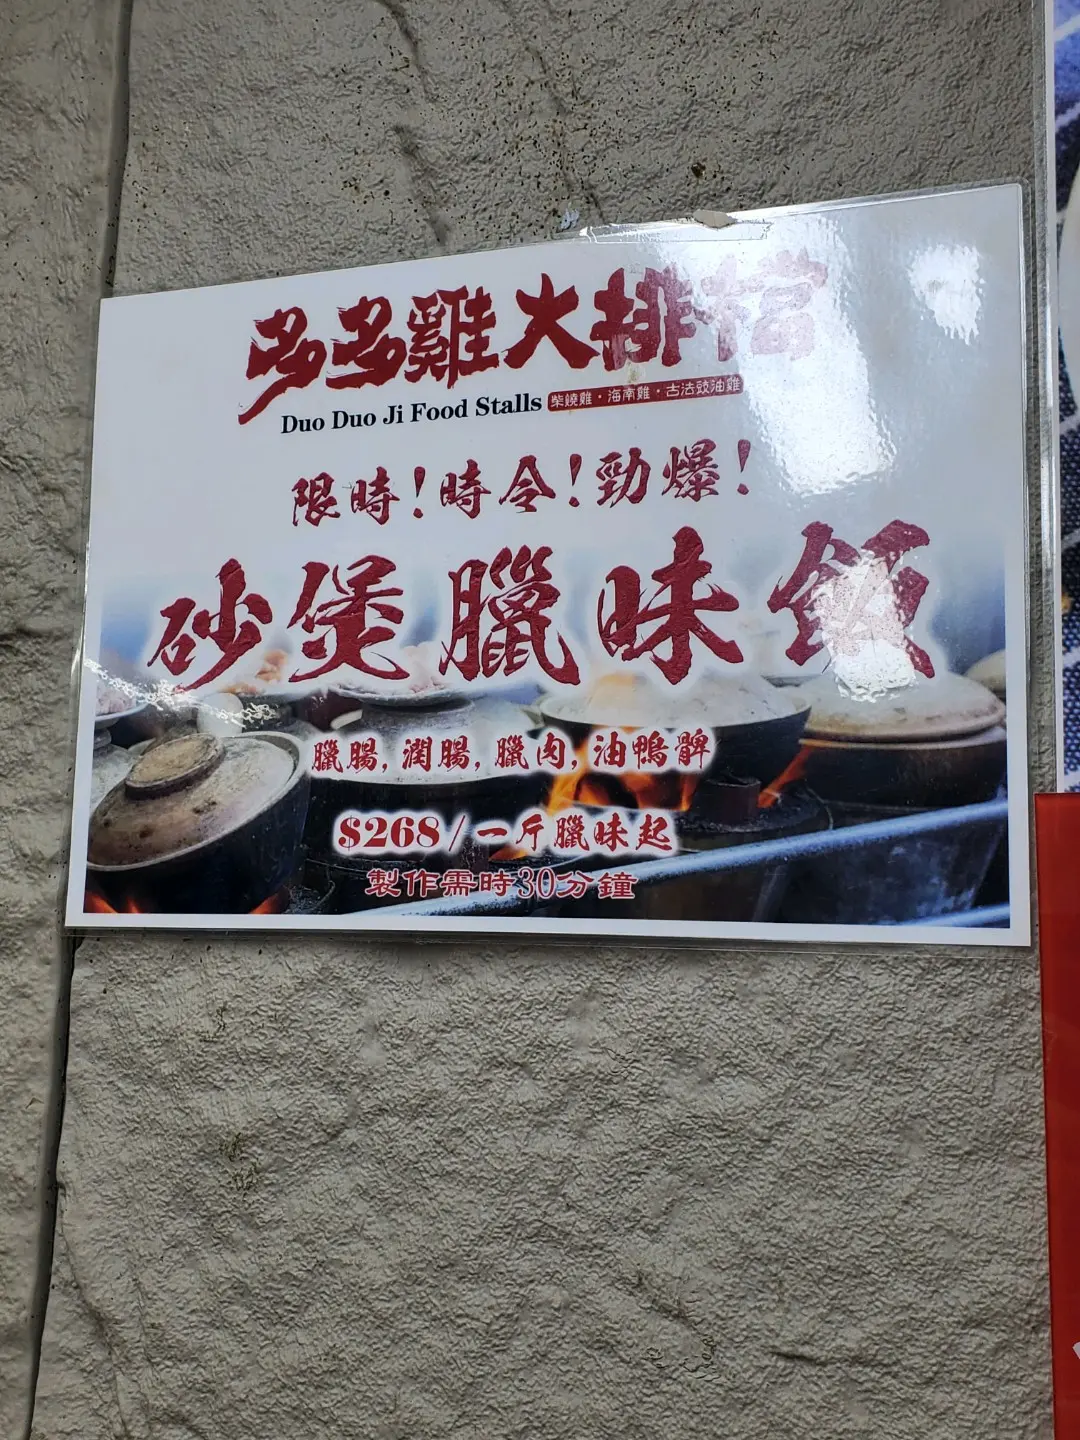 多多雞大排檔
Duo Duo Ji Food Stalls 柴燒雞・海南雞・古法豉油雞
限時！時令！勁爆！
砂煲臘味飯
臘腸, 潤腸, 臘肉, 油鴨髀
$268/一斤臘味起
製作需時30分鐘